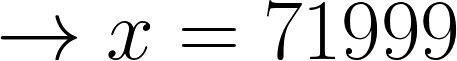 → x = 71999